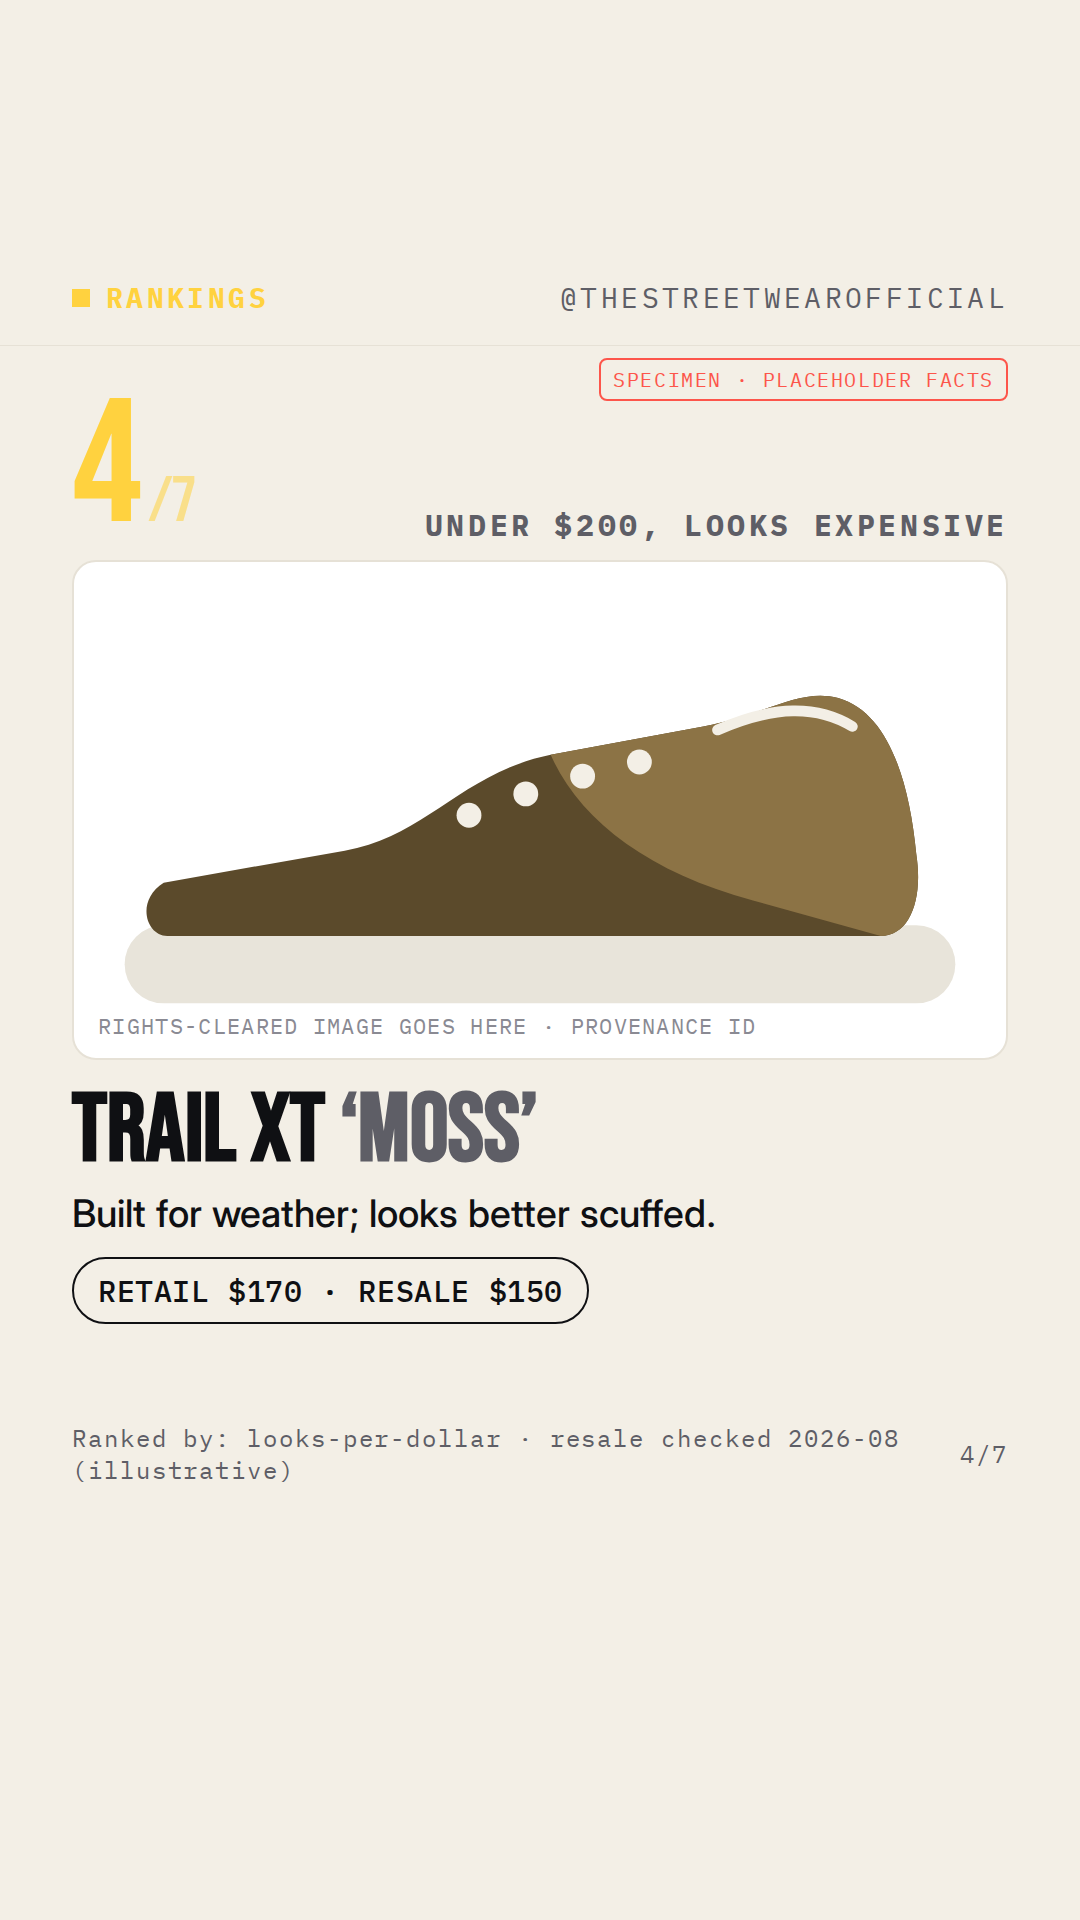 RANKINGS
@THESTREETWEAROFFICIAL
SPECIMEN · PLACEHOLDER FACTS
4/7
UNDER $200, LOOKS EXPENSIVE
RIGHTS-CLEARED IMAGE GOES HERE · PROVENANCE ID
TRAIL XT ‘MOSS’
Built for weather; looks better scuffed.
RETAIL $170 · RESALE $150
Ranked by: looks-per-dollar · resale checked 2026-08
(illustrative)
4/7